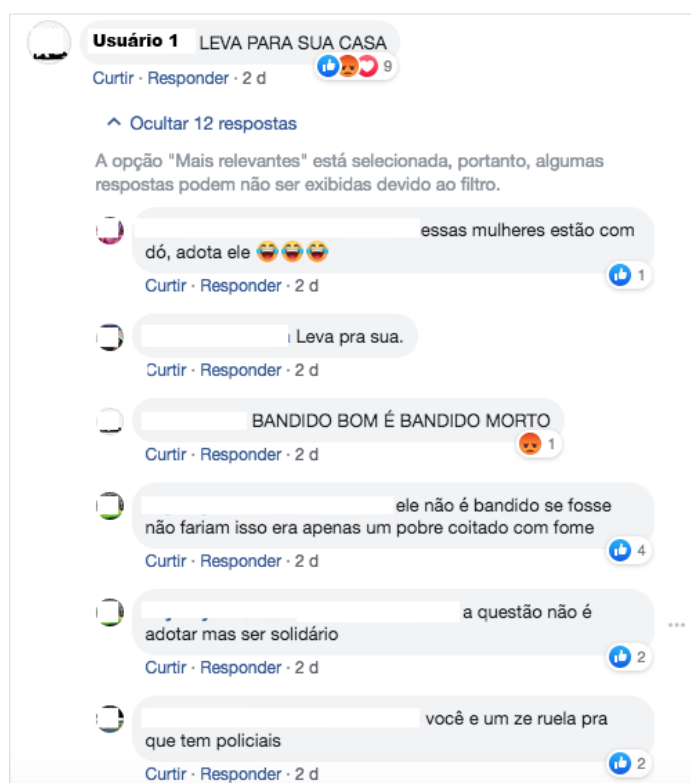 Usuário 1 LEVA PARA SUA CASA
9
Curtir · Responder · 2 d
Ocultar 12 respostas
A opção "Mais relevantes" está selecionada, portanto, algumas
respostas podem não ser exibidas devido ao filtro.
essas mulheres estão com
dó, adota ele 😂😂😂
1
Curtir · Responder · 2 d
Leva pra sua.
Curtir · Responder · 2 d
BANDIDO BOM É BANDIDO MORTO
1
Curtir · Responder · 2 d
ele não é bandido se fosse
não fariam isso era apenas um pobre coitado com fome
4
Curtir · Responder · 2 d
a questão não é
adotar mas ser solidário
2
Curtir · Responder · 2 d
você e um ze ruela pra
que tem policiais
2
Curtir · Responder · 2 d